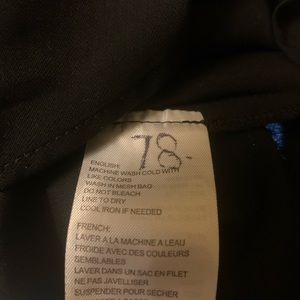 78-
ENGLISH:
MACHINE WASH COLD WITH
LIKE COLORS
WASH IN MESH BAG
DO NOT BLEACH
LINE TO DRY
COOL IRON IF NEEDED
FRENCH:
LAVER A LA MACHINE A LEAU
FROIDE AVEC DES COULEURS
SEMBLABLES
LAVER DANS UN SAC EN FILET
NE PAS JAVELLISER
SUSPENDER POUR SECHER